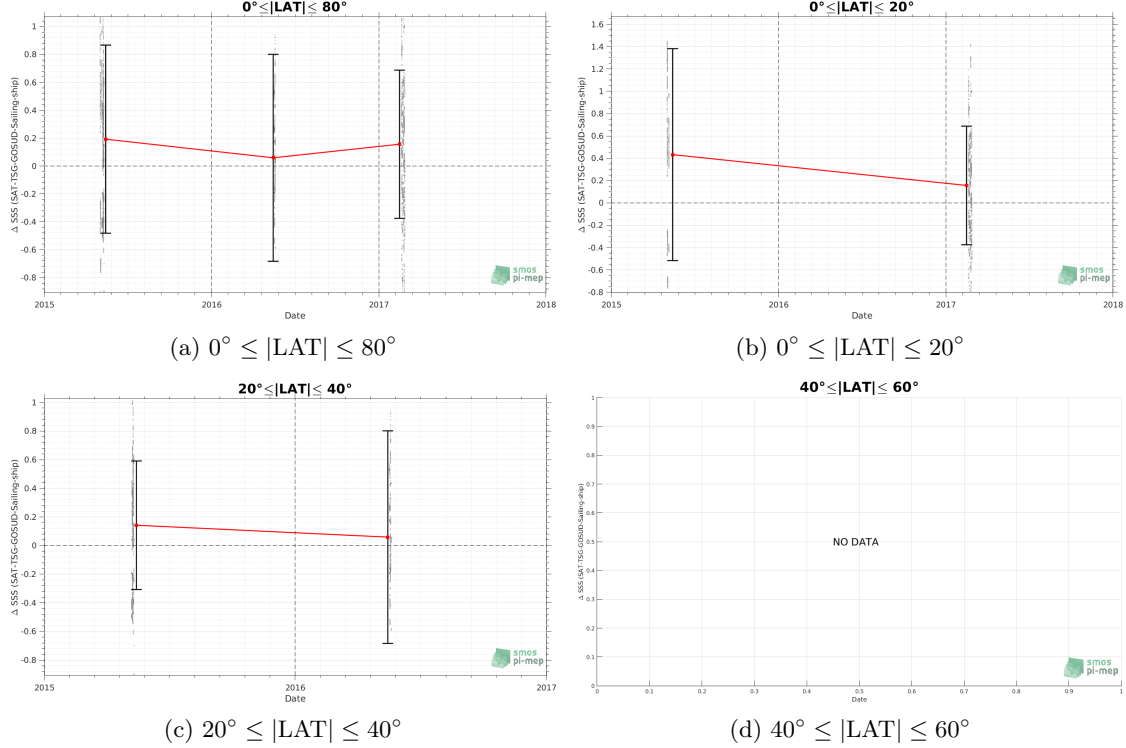 0°≤|LAT|≤ 80°
1
0.8
0.6
0.4
0.2
0
-0.2
-0.4
-0.6
-0.8
Δ SSS (SAT-TSG-GOSUD-Sailing-ship)
2015
2016
2017
2018
Date
smos
pi-mep
(a) 0° ≤ |LAT| ≤ 80°
0°≤|LAT|≤ 20°
1.6
1.4
1.2
1
0.8
0.6
0.4
0.2
0
-0.2
-0.4
-0.6
-0.8
Δ SSS (SAT-TSG-GOSUD-Sailing-ship)
2015
2016
2017
2018
Date
smos
pi-mep
(b) 0° ≤ |LAT| ≤ 20°
20°≤|LAT|≤ 40°
1
0.8
0.6
0.4
0.2
0
-0.2
-0.4
-0.6
-0.8
Δ SSS (SAT-TSG-GOSUD-Sailing-ship)
2015
2016
2017
Date
smos
pi-mep
(c) 20° ≤ |LAT| ≤ 40°
40°≤|LAT|≤ 60°
1
0.9
0.8
0.7
0.6
0.5
0.4
0.3
0.2
0.1
0
Δ SSS (SAT-TSG-GOSUD-Sailing-ship)
NO DATA
0
0.1
0.2
0.3
0.4
0.5
0.6
0.7
0.8
0.9
1
Date
smos
pi-mep
(d) 40° ≤ |LAT| ≤ 60°